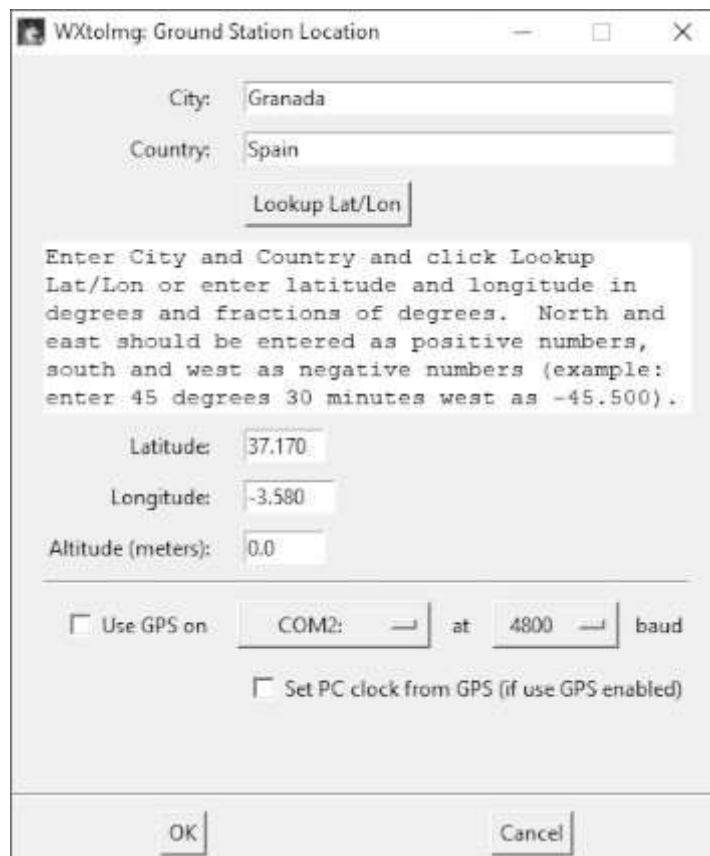 WXtoImg: Ground Station Location
City: Granada
Country: Spain
Lookup Lat/Lon
Enter City and Country and click Lookup
Lat/Lon or enter latitude and longitude in
degrees and fractions of degrees. North and
east should be entered as positive numbers,
south and west as negative numbers (example:
enter 45 degrees 30 minutes west as -45.500).
Latitude: 37.170
Longitude: -3.580
Altitude (meters): 0.0
Use GPS on COM2: at 4800 baud
Set PC clock from GPS (if use GPS enabled)
OK Cancel